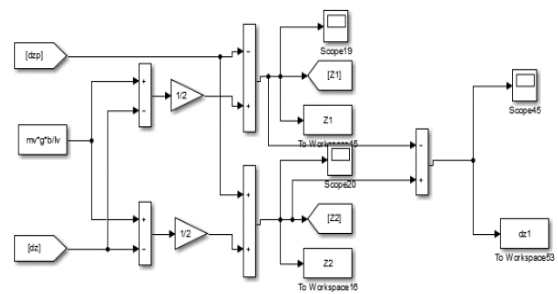 [dzp]
−
+
Scope19
+
−
1/2
[Z1]
Z1
To Workspace15
mv*g*b/lv
−
+
Scope45
Scope20
+
−
1/2
−
+
[Z2]
[dz]
dz1
To Workspace53
Z2
To Workspace16